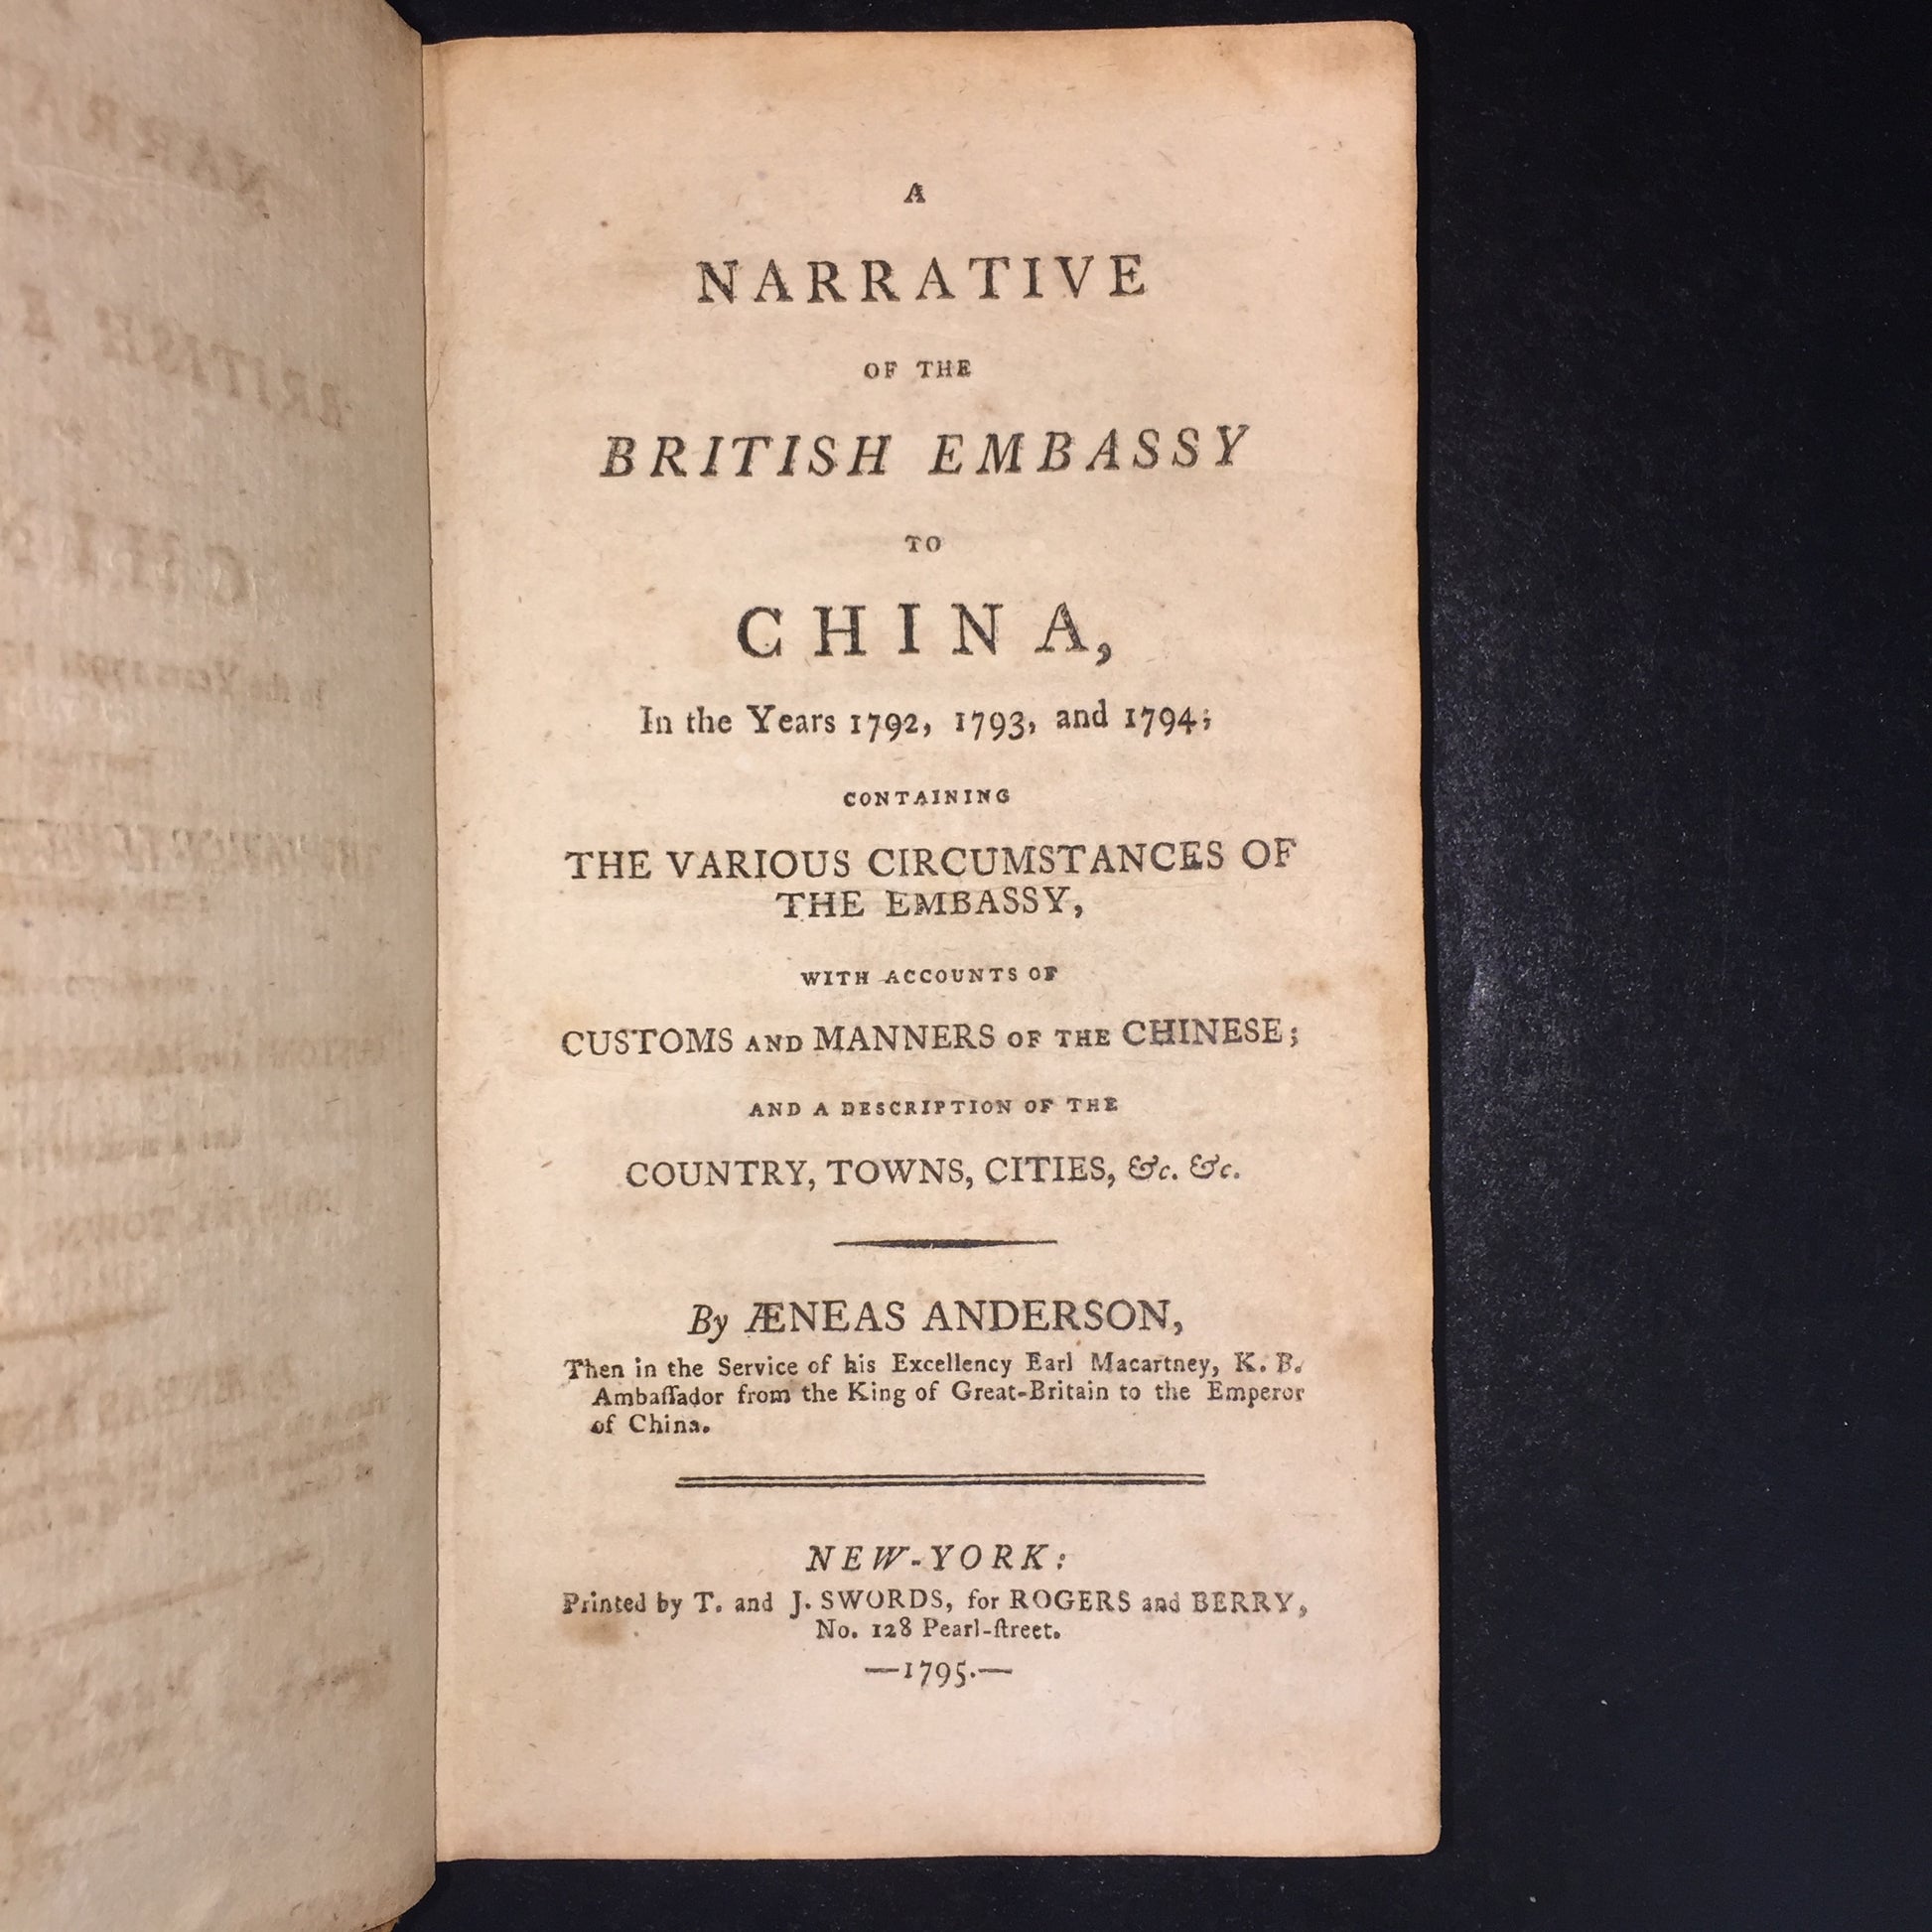 A
NARRATIVE
OF THE
BRITISH EMBASSY
TO
CHINA,
In the Years 1792, 1793, and 1794;
CONTAINING
THE VARIOUS CIRCUMSTANCES OF
THE EMBASSY,
WITH ACCOUNTS OF
CUSTOMS AND MANNERS OF THE CHINESE;
AND A DESCRIPTION OF THE
COUNTRY, TOWNS, CITIES, &c. &c.
By ÆNEAS ANDERSON,
Then in the Service of his Excellency Earl Macartney, K. B.
Ambaſſador from the King of Great-Britain to the Emperor
of China.
NEW-YORK:
Printed by T. and J. SWORDS, for ROGERS and BERRY,
No. 128 Pearl-ſtreet.
—1795.—